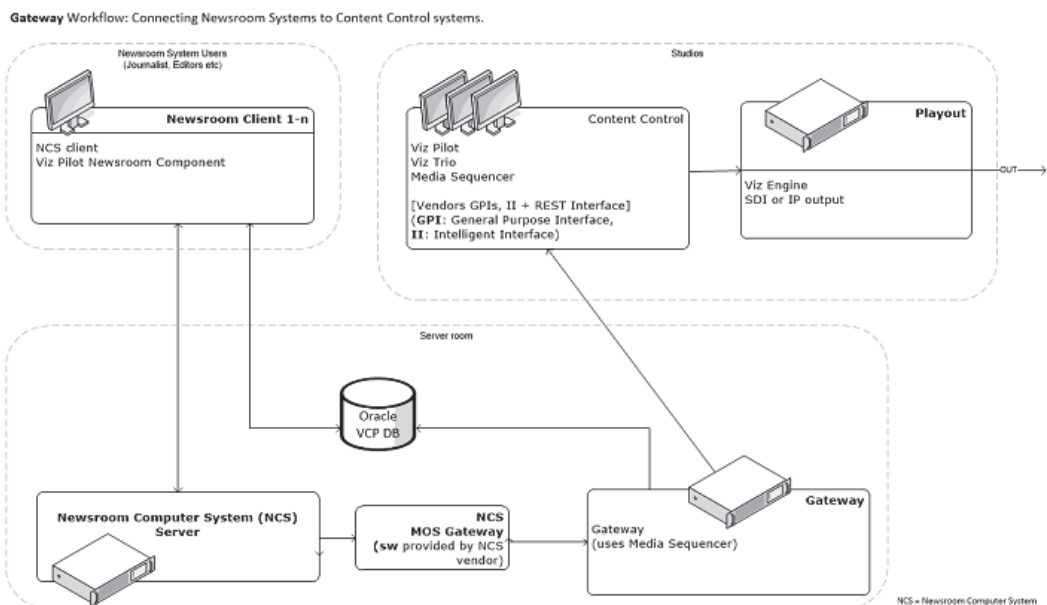 Gateway Workflow: Connecting Newsroom Systems to Content Control systems.
Newsroom System Users
(Journalist, Editors etc)
Newsroom Client 1-n
NCS client
Viz Pilot Newsroom Component
Studios
Content Control
Viz Pilot
Viz Trio
Media Sequencer
[Vendors GPIs, II + REST Interface]
(GPI: General Purpose Interface,
II: Intelligent Interface)
Playout
Viz Engine
SDI or IP output
OUT
Server room
Oracle
VCP DB
Newsroom Computer System (NCS)
Server
NCS
MOS Gateway
(sw provided by NCS
vendor)
Gateway
Gateway
(uses Media Sequencer)
NCS = Newsroom Computer System